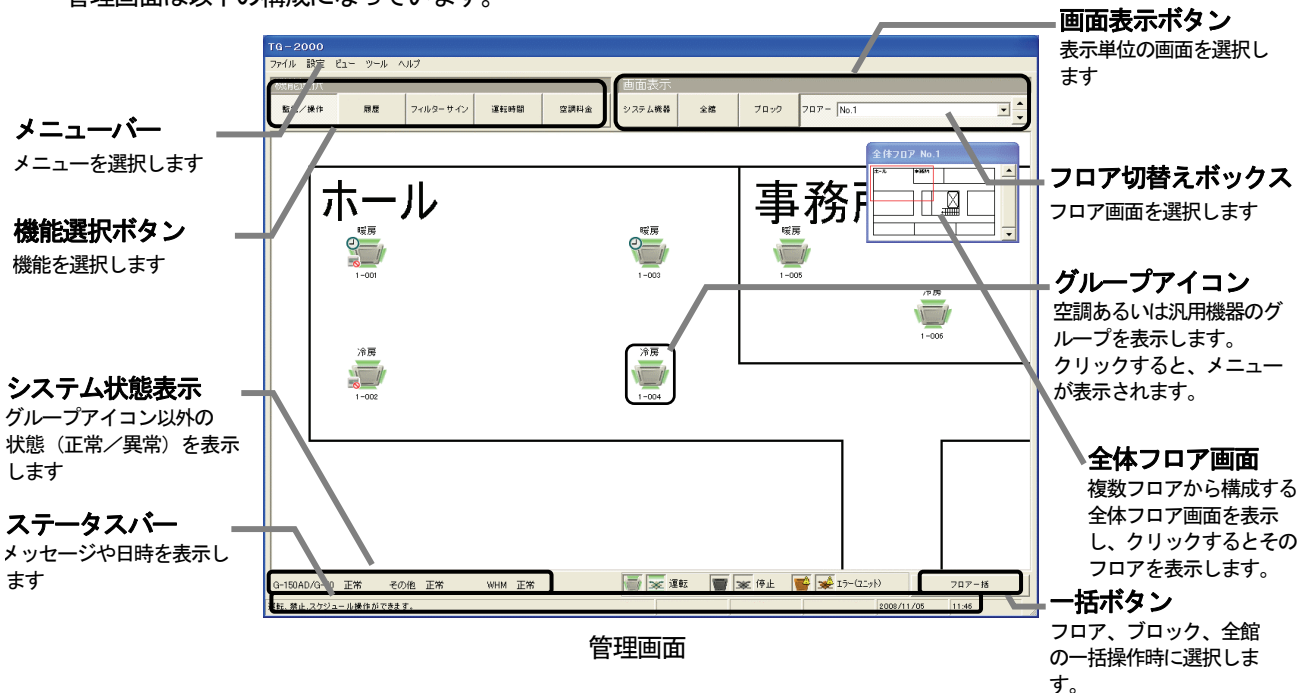 管理画面は以下の構成になっています。
画面表示ボタン
表示単位の画面を選択し
ます
TG-2000
ファイル 設定 ビュー ツール ヘルプ
画面表示
履歴
フィルターサイン
運転時間
空調料金
システム機器
全館
ブロック
フロアー No.1
メニューバー
メニューを選択します
機能選択ボタン
機能を選択します
全体フロア No.1
ホール
事務所
フロア切替えボックス
フロア画面を選択します
ホール
暖房
1-001
暖房
1-003
暖房
1-005
冷房
1-006
グループアイコン
空調あるいは汎用機器のグ
ループを表示します。
クリックすると、メニュー
が表示されます。
冷房
1-002
冷房
1-004
システム状態表示
グループアイコン以外の
状態（正常／異常）を表示
します
全体フロア画面
複数フロアから構成する
全体フロア画面を表示
し、クリックするとその
フロアを表示します。
ステータスバー
メッセージや日時を表示し
ます
正常 その他 正常 WHM 正常
運転 停止 エラー(ユニット)
フロア一括
運転、禁止、スケジュール操作ができます。
2008/11/05 11:46
一括ボタン
フロア、ブロック、全館
の一括操作時に選択しま
す。
管理画面